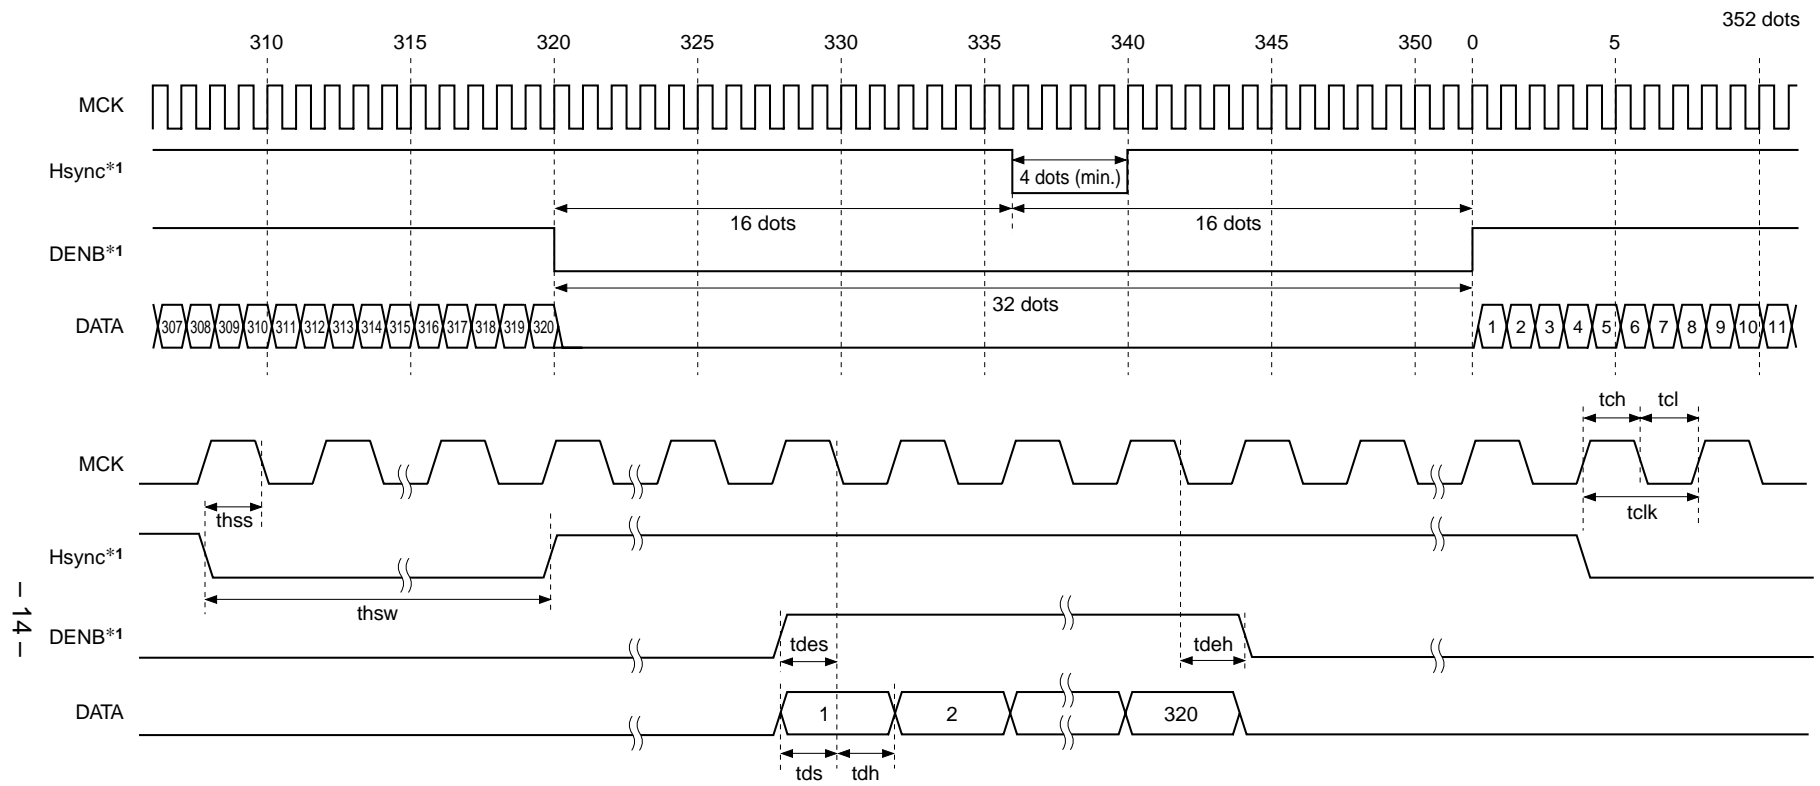 352 dots
310 315 320 325 330 335 340 345 350 0 5
MCK
Hsync*1
4 dots (min.)
16 dots 16 dots
DENB*1
32 dots
DATA
307 308 309 310 311 312 313 314 315 316 317 318 319 320 1 2 3 4 5 6 7 8 9 10 11
tch tcl
MCK
thss
tclk
Hsync*1
thsw
DENB*1
tdes
tdeh
DATA
1 2 320
tds tdh
– 14 –